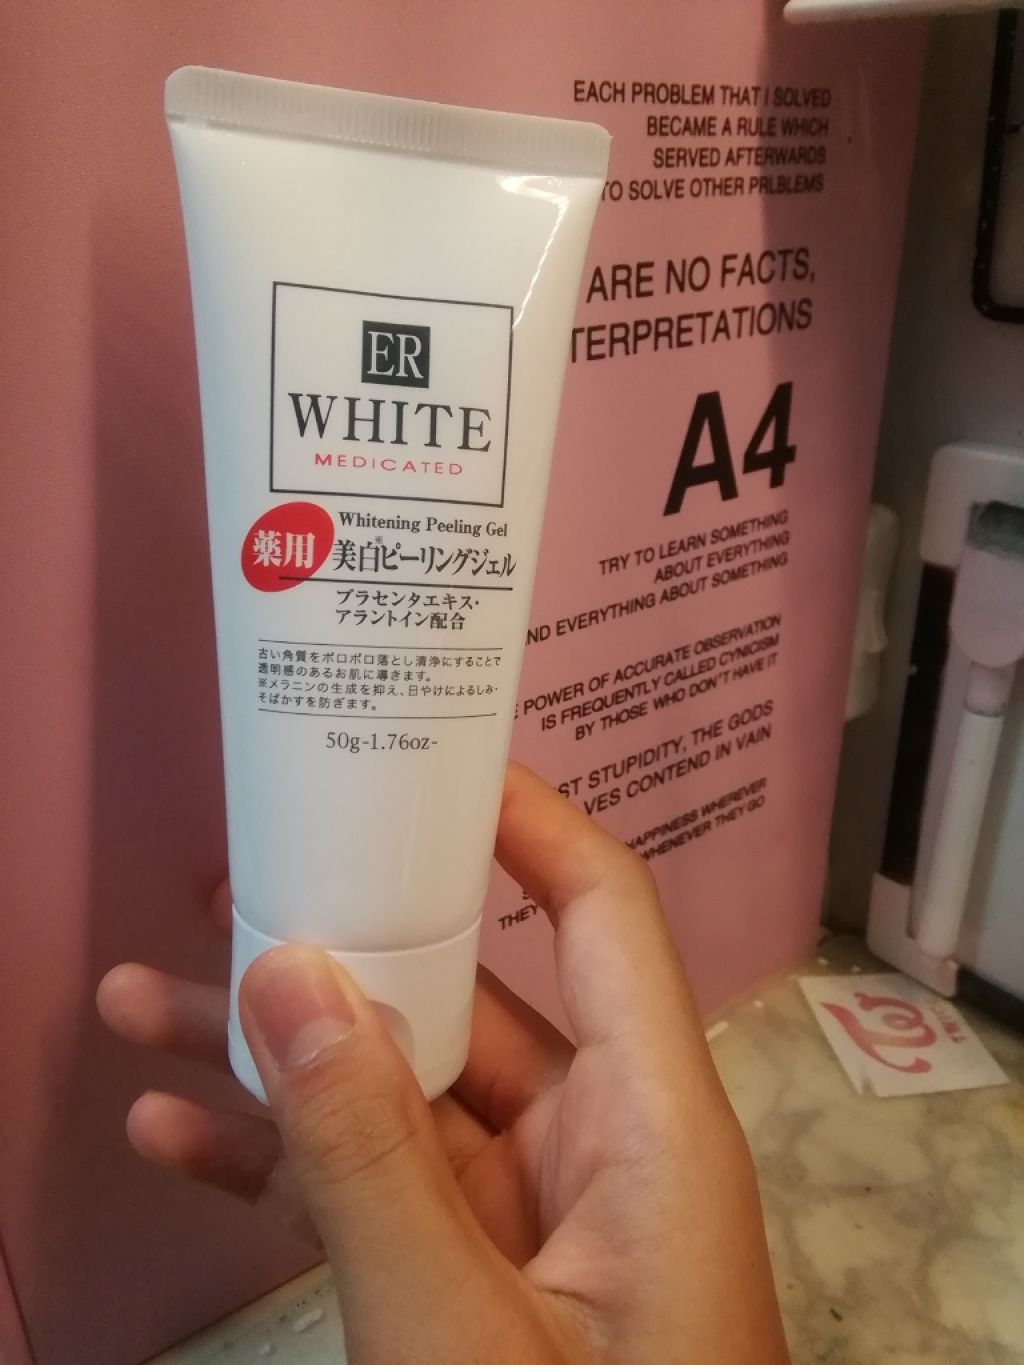 ER
WHITE
MEDICATED
Whitening Peeling Gel
薬用
美白※ピーリングジェル
プラセンタエキス・
アラントイン配合
古い角質をポロポロ落とし清浄にすることで
透明感のあるお肌に導きます。
※メラニンの生成を抑え、日やけによるしみ・
そばかすを防ぎます。
50g-1.76oz-
EACH PROBLEM THAT I SOLVED
BECAME A RULE WHICH
SERVED AFTERWARDS
TO SOLVE OTHER PRLBLEMS
ARE NO FACTS,
TERPRETATIONS
A4
TRY TO LEARN SOMETHING
ABOUT EVERYTHING
ND EVERYTHING ABOUT SOMETHING
POWER OF ACCURATE OBSERVATION
IS FREQUENTLY CALLED CYNICISM
BY THOSE WHO DON'T HAVE IT
ST STUPIDITY, THE GODS
LVES CONTEND IN VAIN
HAPPINESS WHEREVER
WHENEVER THEY GO
THEY